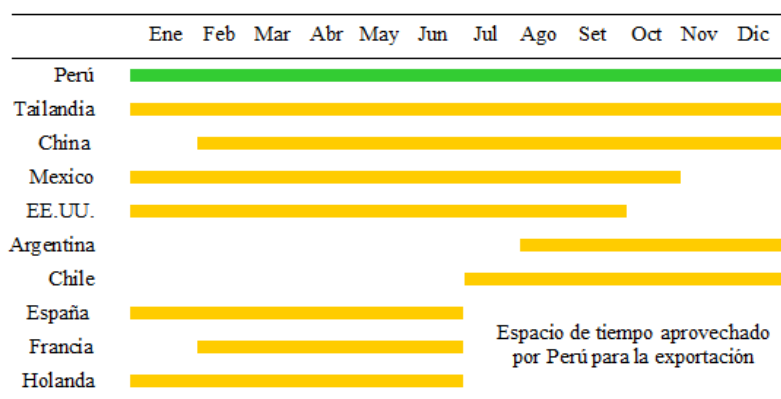 Ene Feb Mar Abr May Jun Jul Ago Set Oct Nov Dic
Perú
Tailandia
China
Mexico
EE.UU.
Argentina
Chile
España
Francia
Holanda
Espacio de tiempo aprovechado
por Perú para la exportación